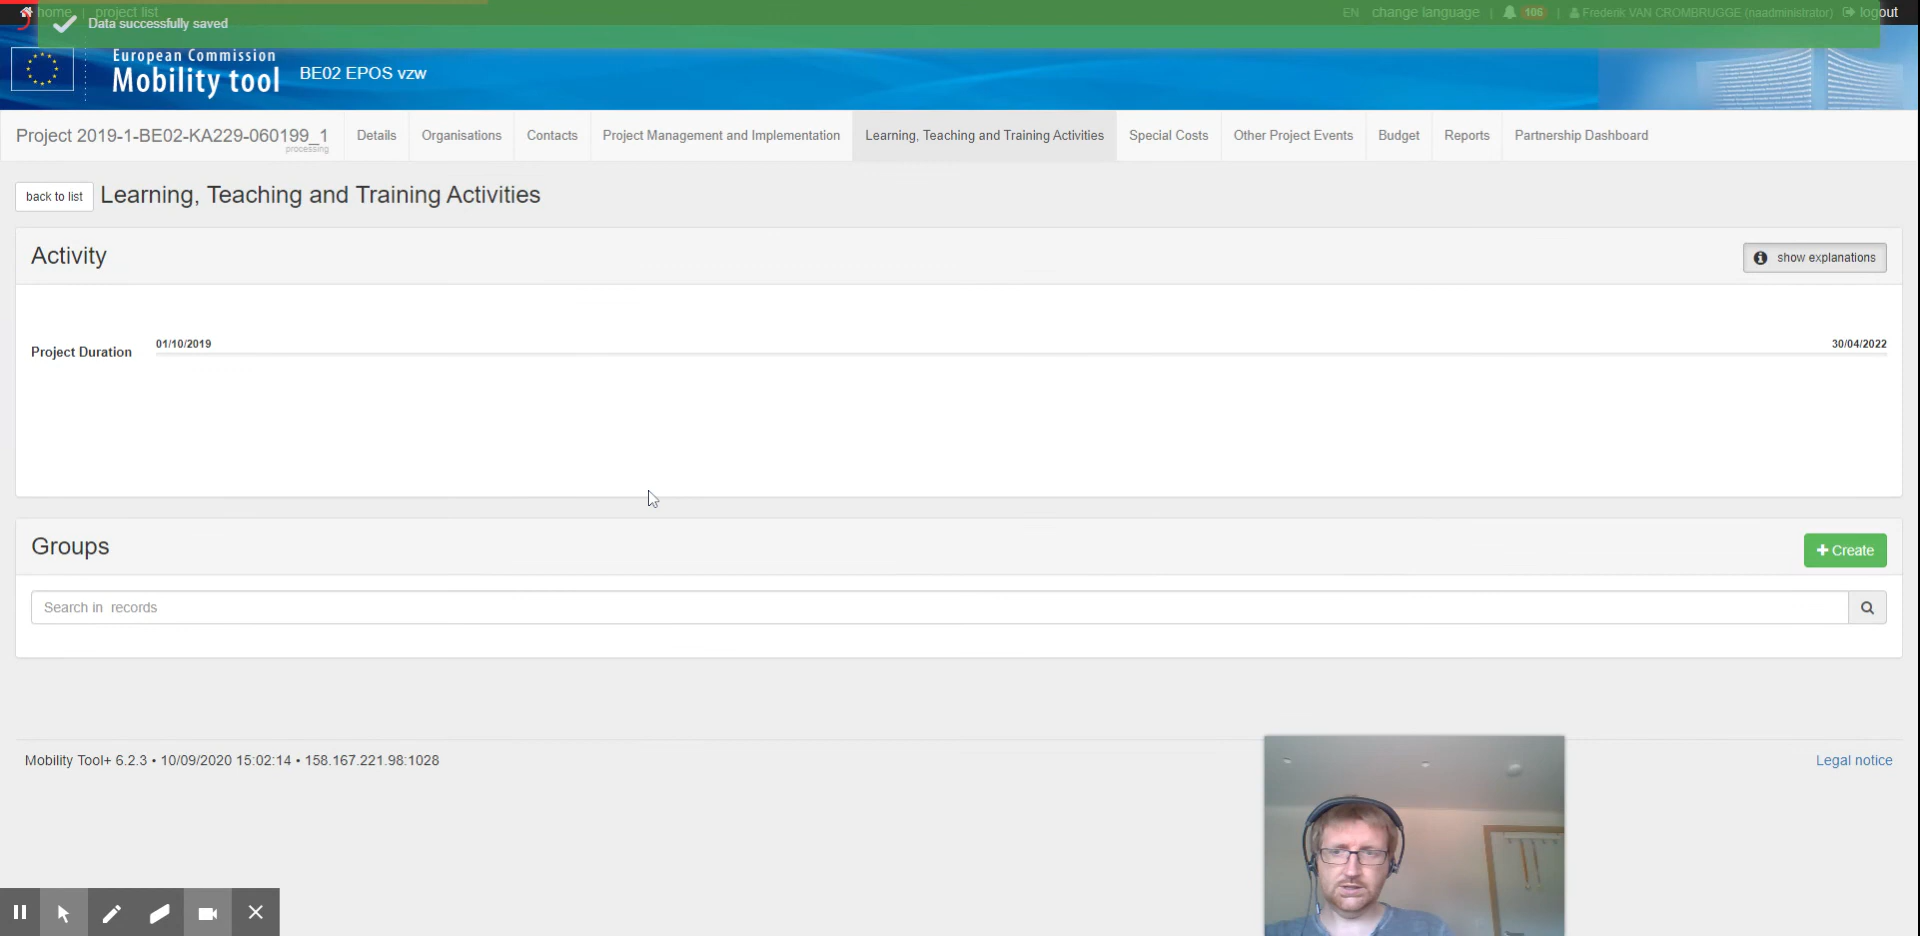 home | project list
Data successfully saved
EN change language | 106 | Frederik VAN CROMBRUGGE (naadministrator) logout
European Commission
Mobility tool
BE02 EPOS vzw
Project 2019-1-BE02-KA229-060199_1
processing
Details Organisations Contacts Project Management and Implementation Learning, Teaching and Training Activities Special Costs Other Project Events Budget Reports Partnership Dashboard
back to list Learning, Teaching and Training Activities
Activity
show explanations
Project Duration
01/10/2019
30/04/2022
Groups
Create
Search in records
Mobility Tool+ 6.2.3 • 10/09/2020 15:02:14 • 158.167.221.98:1028
Legal notice